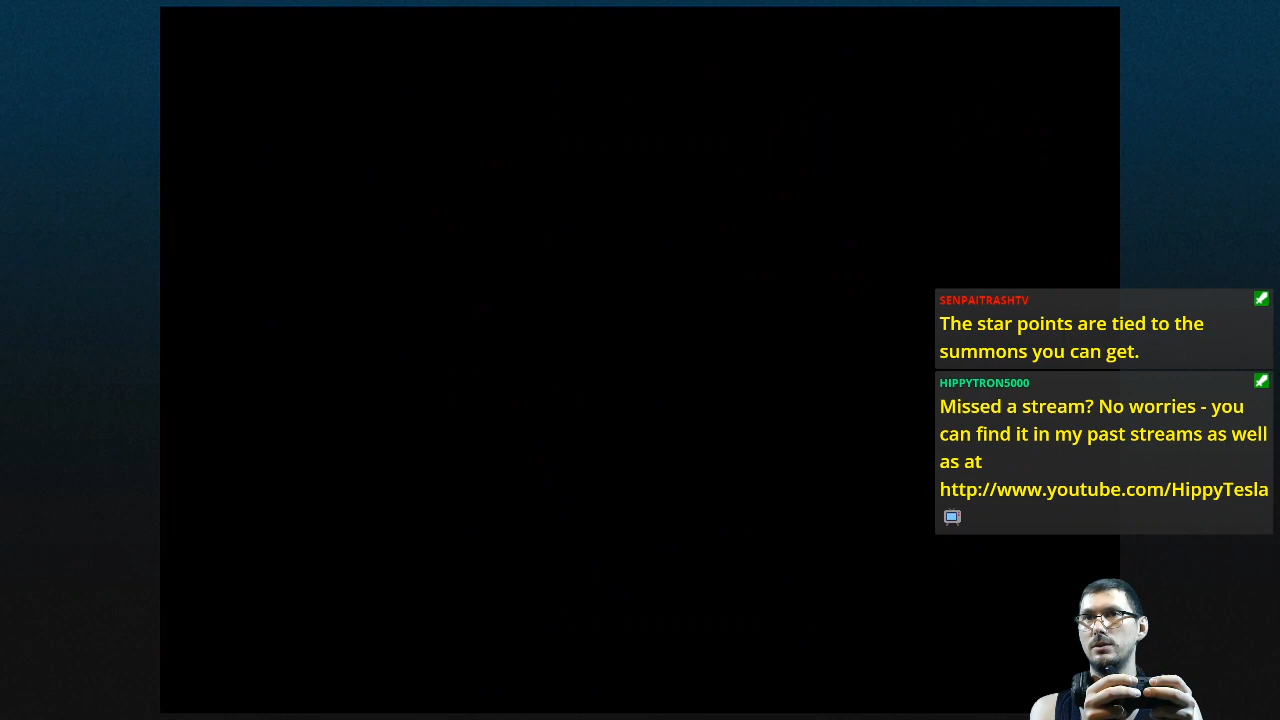 SENPAITRASHTV
The star points are tied to the
summons you can get.
HIPPYTRON5000
Missed a stream? No worries - you
can find it in my past streams as well
as at
http://www.youtube.com/HippyTesla